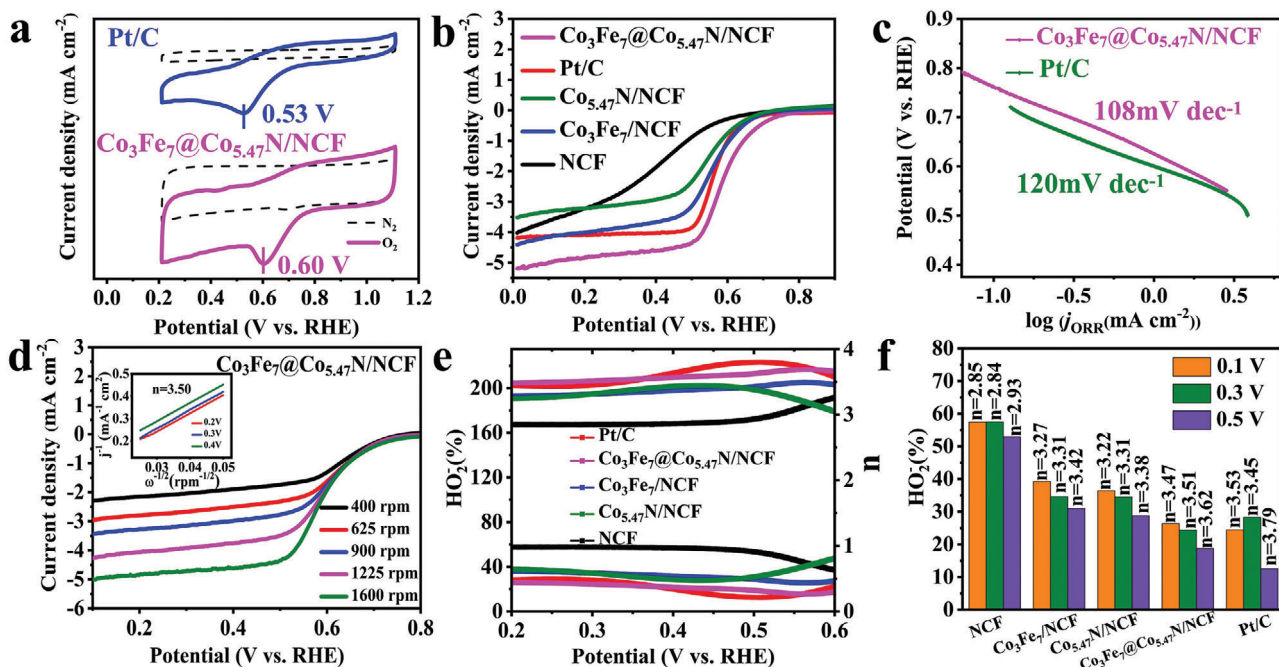 a
Pt/C
0.53 V
Co₃Fe₇@Co₅.₄₇N/NCF
0.60 V
N₂
O₂
Current density (mA cm⁻²)
0.0 0.2 0.4 0.6 0.8 1.0 1.2
Potential (V vs. RHE)
b
Co₃Fe₇@Co₅.₄₇N/NCF
Pt/C
Co₅.₄₇N/NCF
Co₃Fe₇/NCF
NCF
Current density (mA cm⁻²)
5
4
3
2
1
0
-1
-2
-3
-4
-5
0.0 0.2 0.4 0.6 0.8
Potential (V vs. RHE)
c
Co₃Fe₇@Co₅.₄₇N/NCF
Pt/C
108mV dec⁻¹
120mV dec⁻¹
Potential (V vs. RHE)
0.9
0.8
0.7
0.6
0.5
0.4
-1.0 -0.5 0.0 0.5
log (jORR(mA cm⁻²))
d
Co₃Fe₇@Co₅.₄₇N/NCF
n=3.50
j⁻¹ (mA⁻¹ cm²)
0.5
0.4
0.3
0.2
0.2V
0.3V
0.4V
0.03 0.04 0.05
ω⁻¹/²(rpm⁻¹/²)
400 rpm
625 rpm
900 rpm
1225 rpm
1600 rpm
Current density (mA cm⁻²)
3
2
1
0
-1
-2
-3
-4
-5
-6
0.2 0.4 0.6 0.8
Potential (V vs. RHE)
e
Pt/C
Co₃Fe₇@Co₅.₄₇N/NCF
Co₃Fe₇/NCF
Co₅.₄₇N/NCF
NCF
HO₂⁻(%)
200
160
120
80
40
0
n
4
3
2
1
0
0.2 0.3 0.4 0.5 0.6
Potential (V vs. RHE)
f
0.1 V
0.3 V
0.5 V
HO₂⁻(%)
80
70
60
50
40
30
20
10
0
n=2.85
n=2.84
n=2.93
n=3.27
n=3.31
n=3.42
n=3.22
n=3.31
n=3.38
n=3.47
n=3.51
n=3.62
n=3.53
n=3.45
n=3.79
NCF
Co₃Fe₇/NCF
Co₅.₄₇N/NCF
Co₃Fe₇@Co₅.₄₇N/NCF
Pt/C